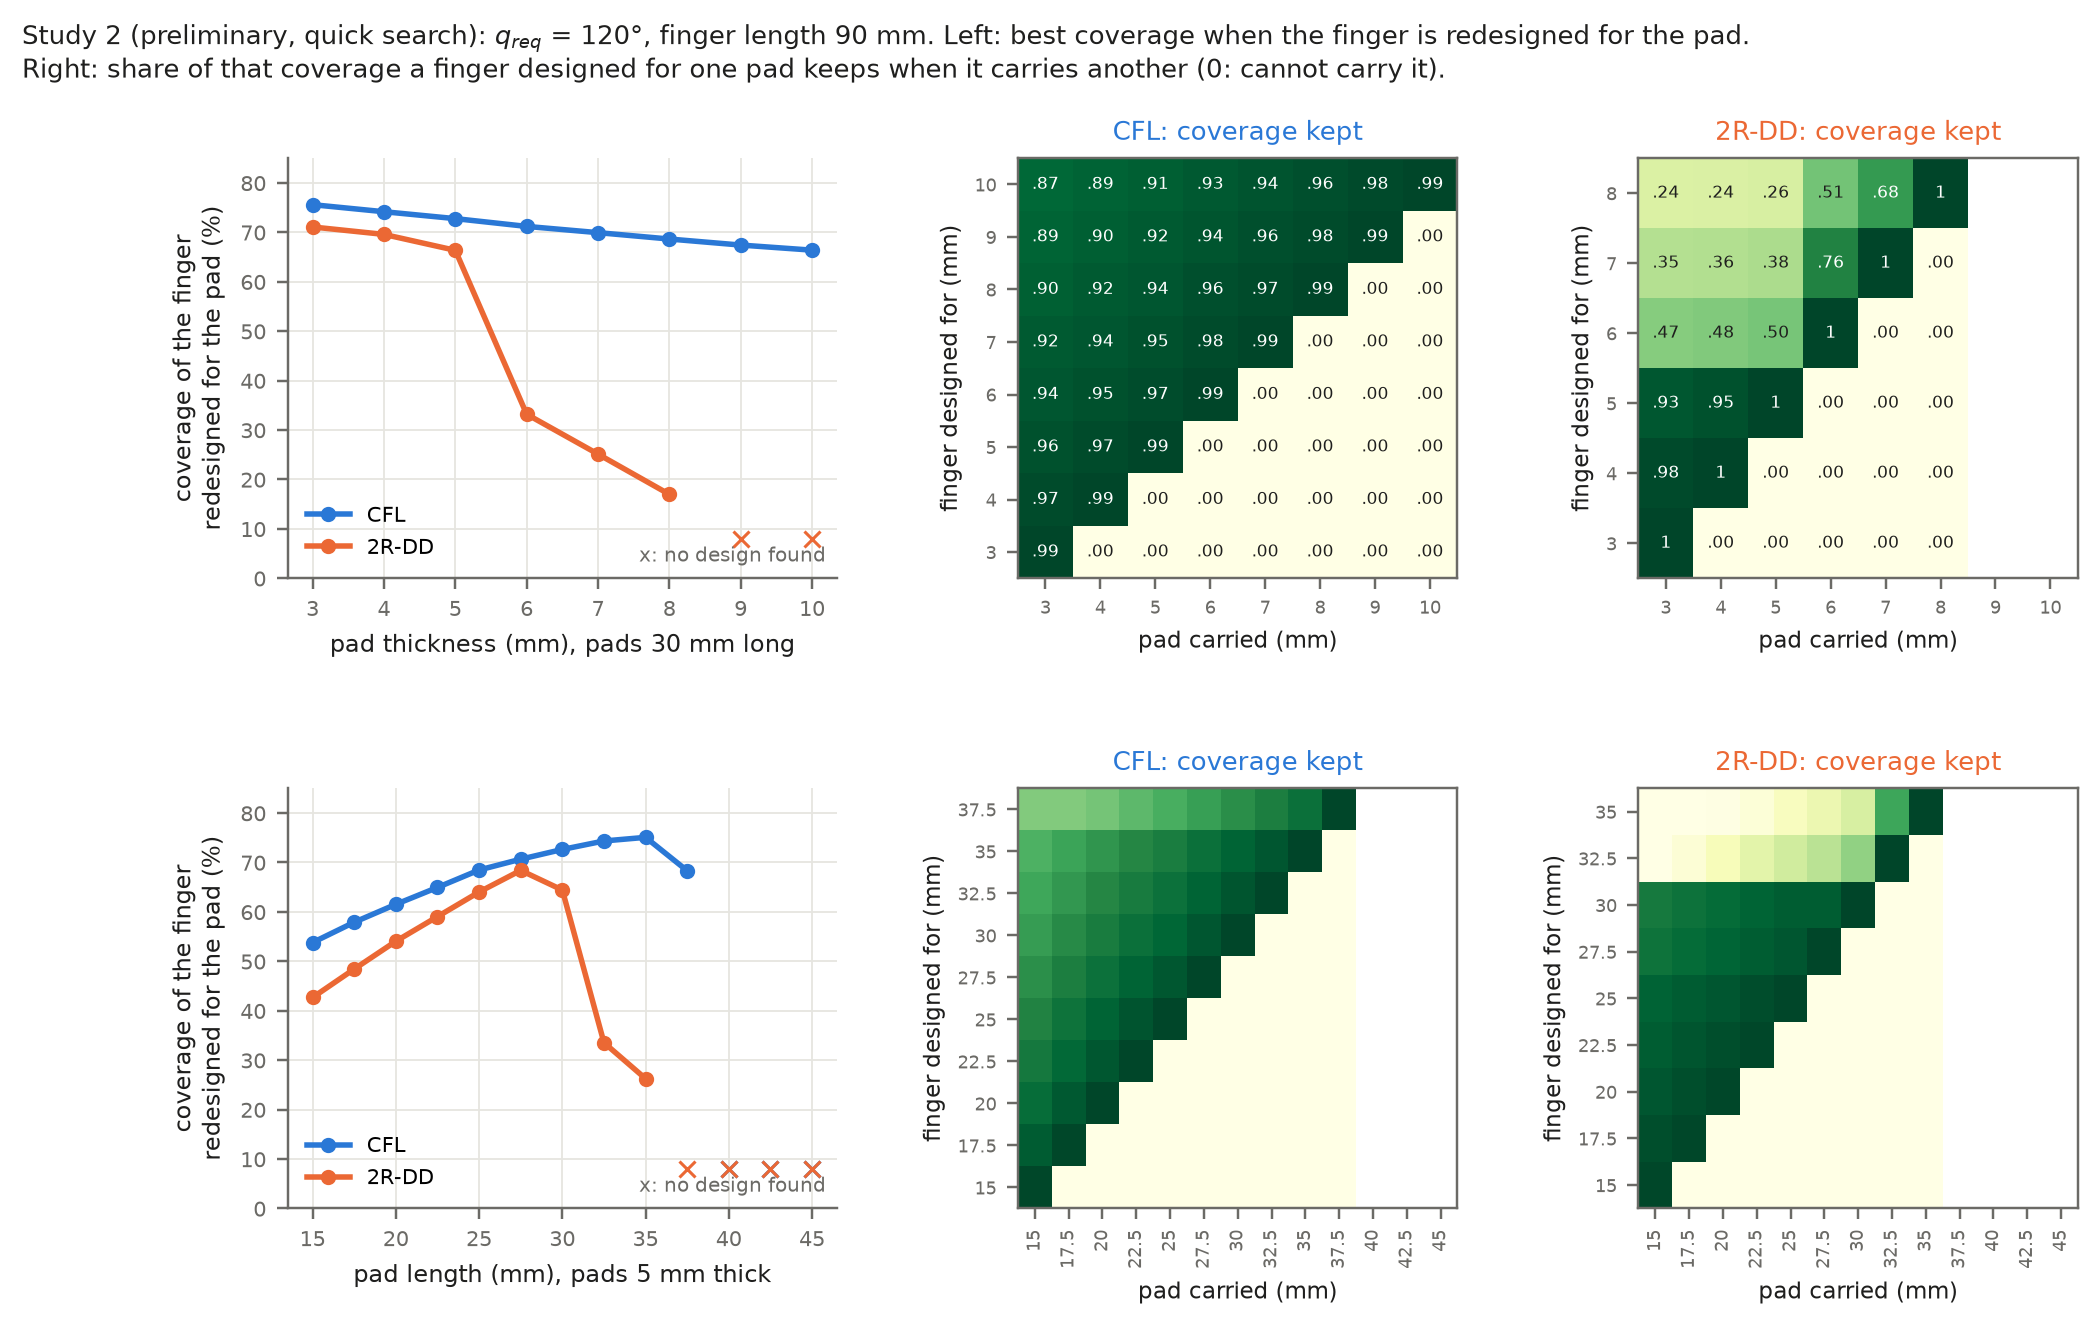 Study 2 (preliminary, quick search): q_req = 120°, finger length 90 mm. Left: best coverage when the finger is redesigned for the pad.
Right: share of that coverage a finger designed for one pad keeps when it carries another (0: cannot carry it).
coverage of the finger
redesigned for the pad (%)
80
70
60
50
40
30
20
10
0
CFL
2R-DD
x: no design found
3 4 5 6 7 8 9 10
pad thickness (mm), pads 30 mm long
CFL: coverage kept
finger designed for (mm)
10 .87 .89 .91 .93 .94 .96 .98 .99
9 .89 .90 .92 .94 .96 .98 .99 .00
8 .90 .92 .94 .96 .97 .99 .00 .00
7 .92 .94 .95 .98 .99 .00 .00 .00
6 .94 .95 .97 .99 .00 .00 .00 .00
5 .96 .97 .99 .00 .00 .00 .00 .00
4 .97 .99 .00 .00 .00 .00 .00 .00
3 .99 .00 .00 .00 .00 .00 .00 .00
3 4 5 6 7 8 9 10
pad carried (mm)
2R-DD: coverage kept
finger designed for (mm)
8 .24 .24 .26 .51 .68 1
7 .35 .36 .38 .76 1 .00
6 .47 .48 .50 1 .00 .00
5 .93 .95 1 .00 .00 .00
4 .98 1 .00 .00 .00 .00
3 1 .00 .00 .00 .00 .00
3 4 5 6 7 8 9 10
pad carried (mm)
coverage of the finger
redesigned for the pad (%)
80
70
60
50
40
30
20
10
0
CFL
2R-DD
x: no design found
15 20 25 30 35 40 45
pad length (mm), pads 5 mm thick
CFL: coverage kept
finger designed for (mm)
37.5
35
32.5
30
27.5
25
22.5
20
17.5
15
15 17.5 20 22.5 25 27.5 30 32.5 35 37.5 40 42.5 45
pad carried (mm)
2R-DD: coverage kept
finger designed for (mm)
35
32.5
30
27.5
25
22.5
20
17.5
15
15 17.5 20 22.5 25 27.5 30 32.5 35 37.5 40 42.5 45
pad carried (mm)